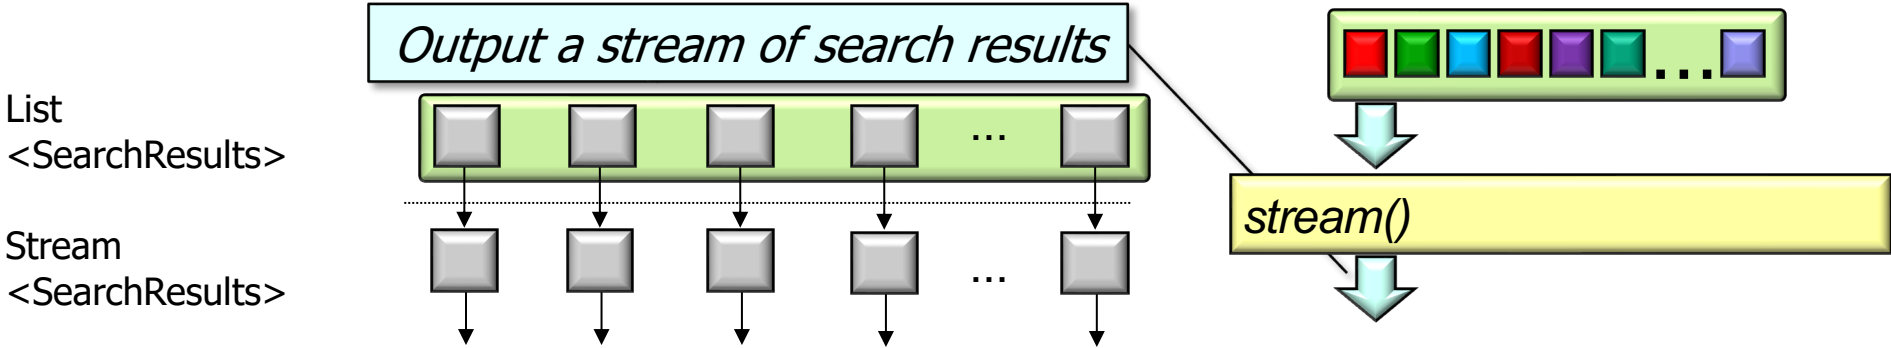 Output a stream of search results
...
List
<SearchResults>
...
stream()
Stream
<SearchResults>
...